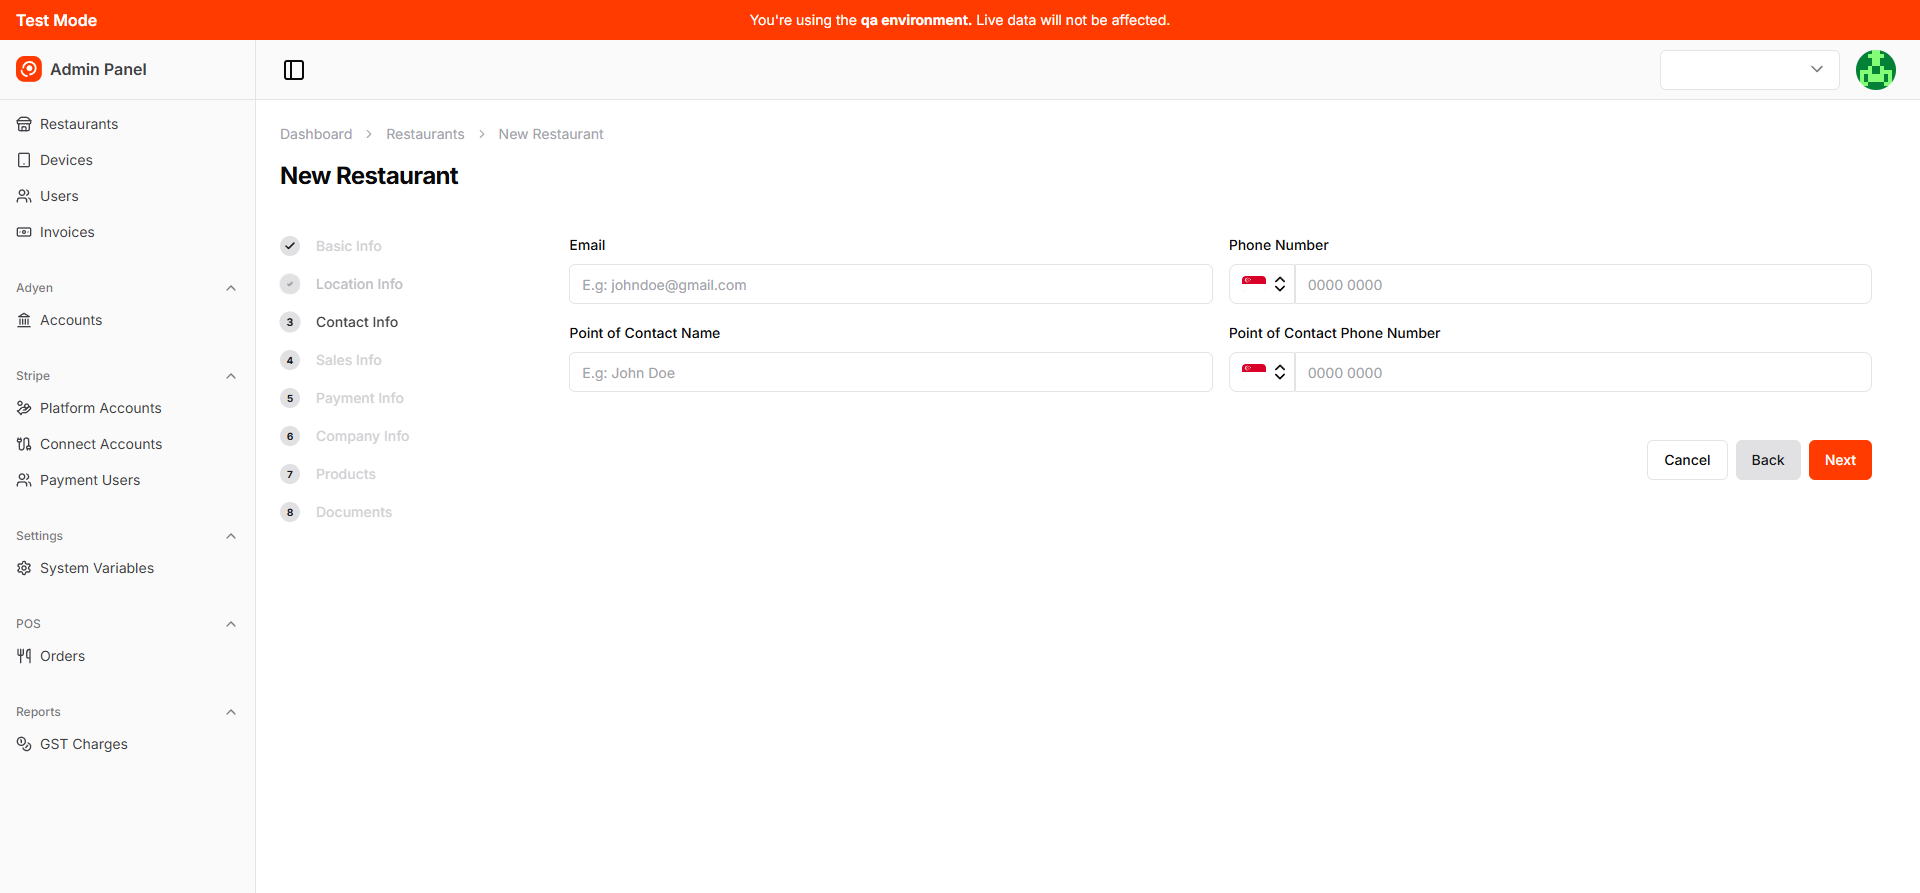 Test Mode
You're using the qa environment. Live data will not be affected.
Admin Panel
Restaurants
Devices
Users
Invoices
Adyen
Accounts
Stripe
Platform Accounts
Connect Accounts
Payment Users
Settings
System Variables
POS
Orders
Reports
GST Charges
Dashboard > Restaurants > New Restaurant
New Restaurant
Basic Info
Location Info
3 Contact Info
4 Sales Info
5 Payment Info
6 Company Info
7 Products
8 Documents
Email
E.g: johndoe@gmail.com
Phone Number
0000 0000
Point of Contact Name
E.g: John Doe
Point of Contact Phone Number
0000 0000
Cancel Back Next